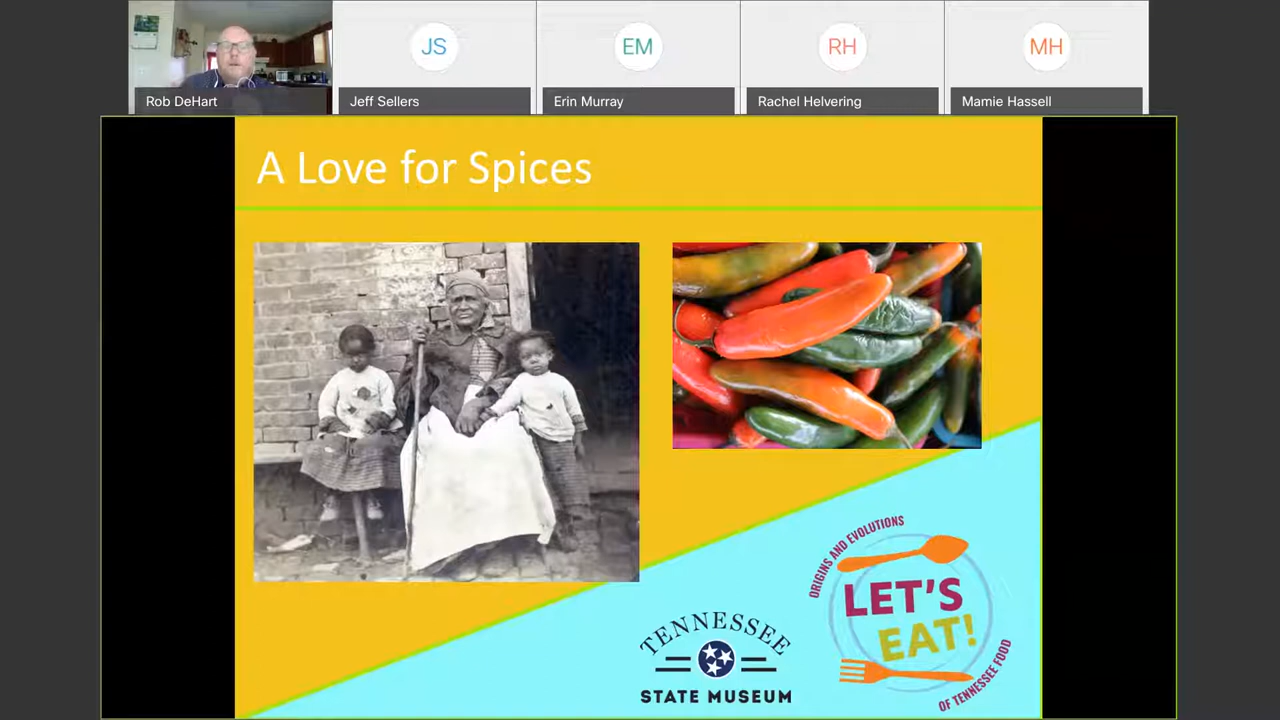 JS
EM
RH
MH
Rob DeHart
Jeff Sellers
Erin Murray
Rachel Helvering
Mamie Hassell
A Love for Spices
ORIGINS AND EVOLUTIONS
LET'S
EAT!
OF TENNESSEE FOOD
TENNESSEE
STATE MUSEUM